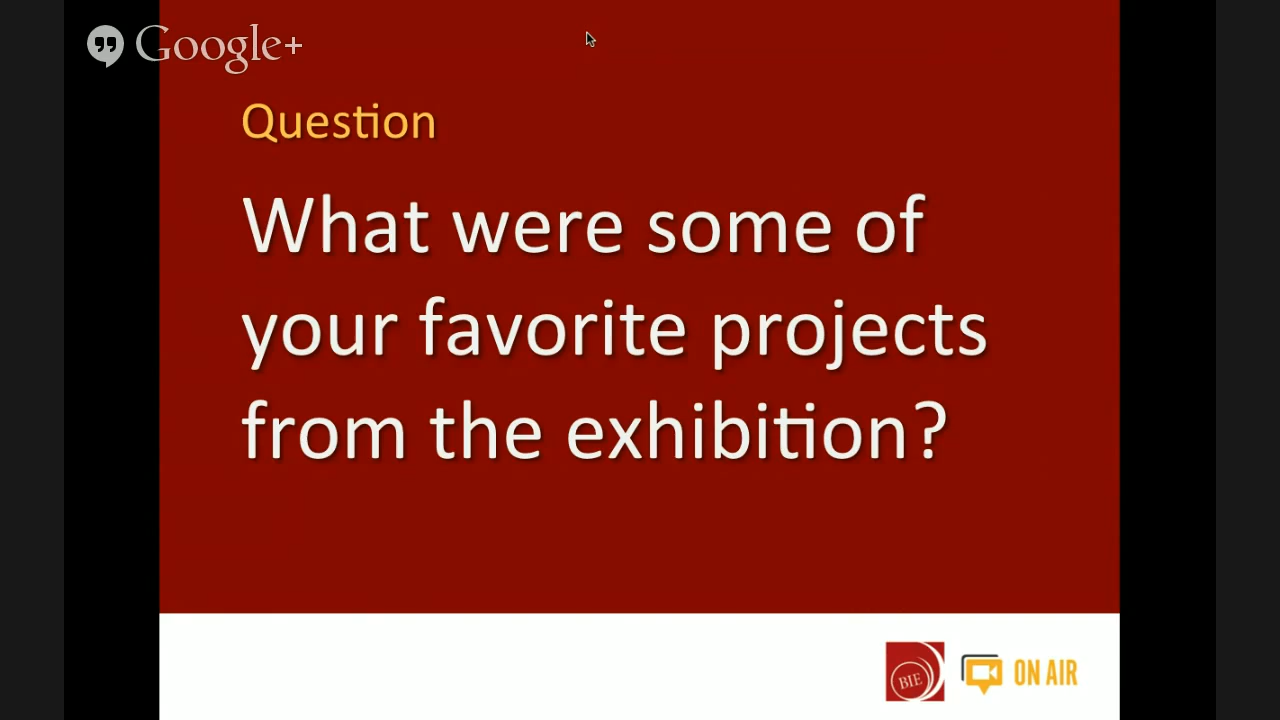 Google+
Question
What were some of
your favorite projects
from the exhibition?
BIE
ON AIR